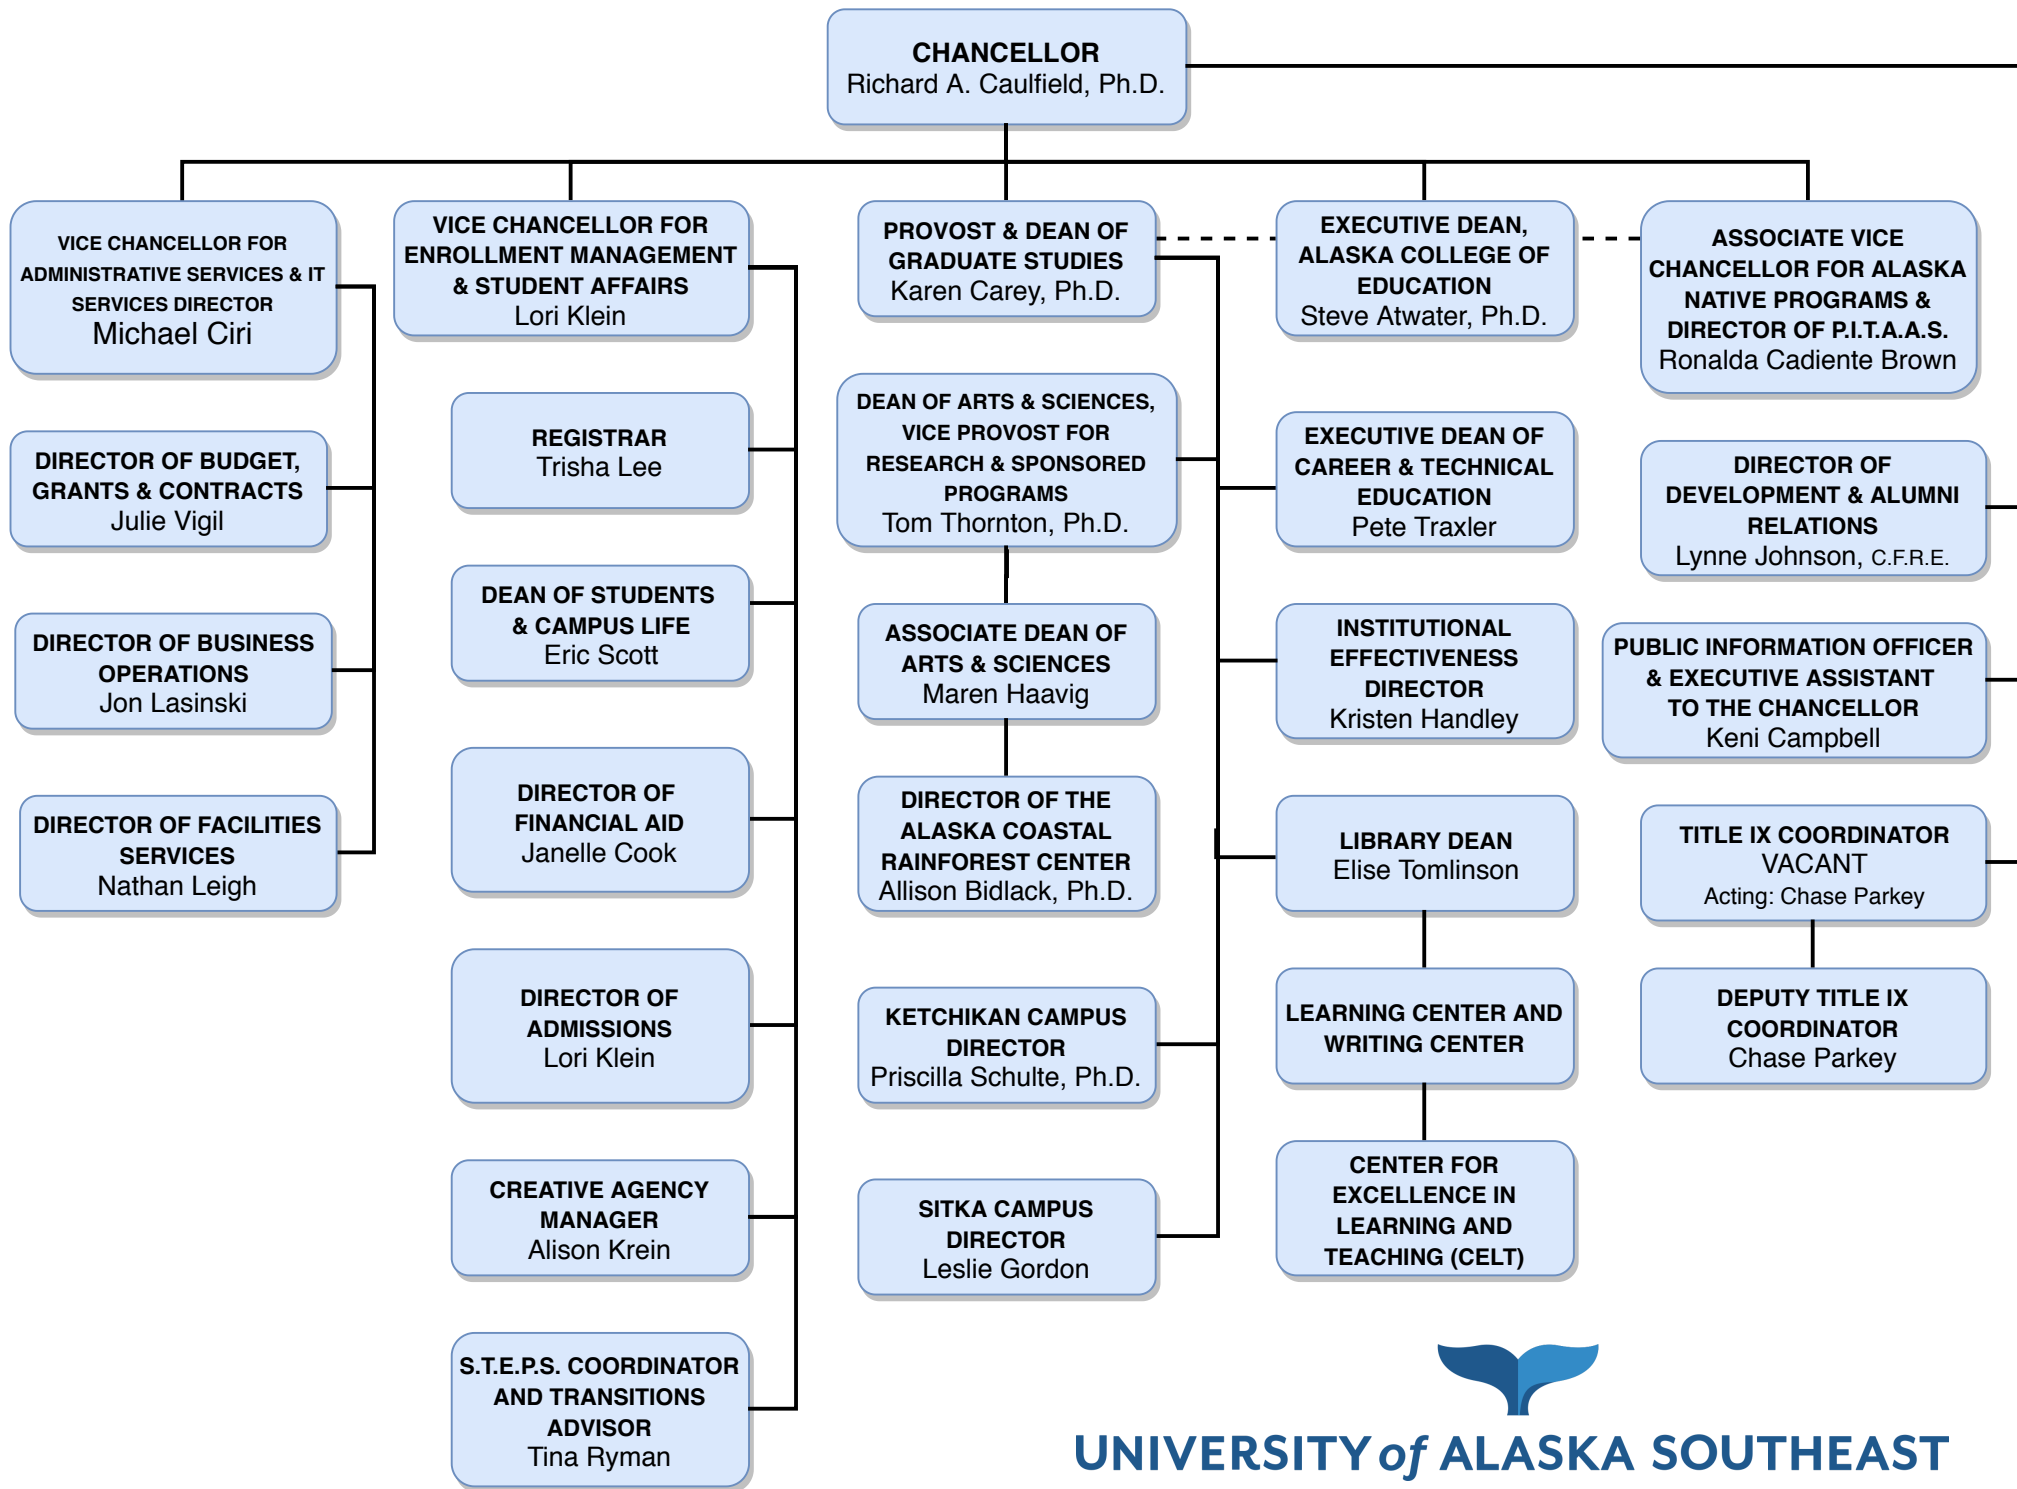 CHANCELLOR
Richard A. Caulfield, Ph.D.
VICE CHANCELLOR FOR
ADMINISTRATIVE SERVICES & IT
SERVICES DIRECTOR
Michael Ciri
DIRECTOR OF BUDGET,
GRANTS & CONTRACTS
Julie Vigil
DIRECTOR OF BUSINESS
OPERATIONS
Jon Lasinski
DIRECTOR OF FACILITIES
SERVICES
Nathan Leigh
VICE CHANCELLOR FOR
ENROLLMENT MANAGEMENT
& STUDENT AFFAIRS
Lori Klein
REGISTRAR
Trisha Lee
DEAN OF STUDENTS
& CAMPUS LIFE
Eric Scott
DIRECTOR OF
FINANCIAL AID
Janelle Cook
DIRECTOR OF
ADMISSIONS
Lori Klein
CREATIVE AGENCY
MANAGER
Alison Krein
S.T.E.P.S. COORDINATOR
AND TRANSITIONS
ADVISOR
Tina Ryman
PROVOST & DEAN OF
GRADUATE STUDIES
Karen Carey, Ph.D.
DEAN OF ARTS & SCIENCES,
VICE PROVOST FOR
RESEARCH & SPONSORED
PROGRAMS
Tom Thornton, Ph.D.
ASSOCIATE DEAN OF
ARTS & SCIENCES
Maren Haavig
DIRECTOR OF THE
ALASKA COASTAL
RAINFOREST CENTER
Allison Bidlack, Ph.D.
KETCHIKAN CAMPUS
DIRECTOR
Priscilla Schulte, Ph.D.
SITKA CAMPUS
DIRECTOR
Leslie Gordon
EXECUTIVE DEAN,
ALASKA COLLEGE OF
EDUCATION
Steve Atwater, Ph.D.
EXECUTIVE DEAN OF
CAREER & TECHNICAL
EDUCATION
Pete Traxler
INSTITUTIONAL
EFFECTIVENESS
DIRECTOR
Kristen Handley
LIBRARY DEAN
Elise Tomlinson
LEARNING CENTER AND
WRITING CENTER
CENTER FOR
EXCELLENCE IN
LEARNING AND
TEACHING (CELT)
ASSOCIATE VICE
CHANCELLOR FOR ALASKA
NATIVE PROGRAMS &
DIRECTOR OF P.I.T.A.A.S.
Ronalda Cadiente Brown
DIRECTOR OF
DEVELOPMENT & ALUMNI
RELATIONS
Lynne Johnson, C.F.R.E.
PUBLIC INFORMATION OFFICER
& EXECUTIVE ASSISTANT
TO THE CHANCELLOR
Keni Campbell
TITLE IX COORDINATOR
VACANT
Acting: Chase Parkey
DEPUTY TITLE IX
COORDINATOR
Chase Parkey
UNIVERSITY of ALASKA SOUTHEAST